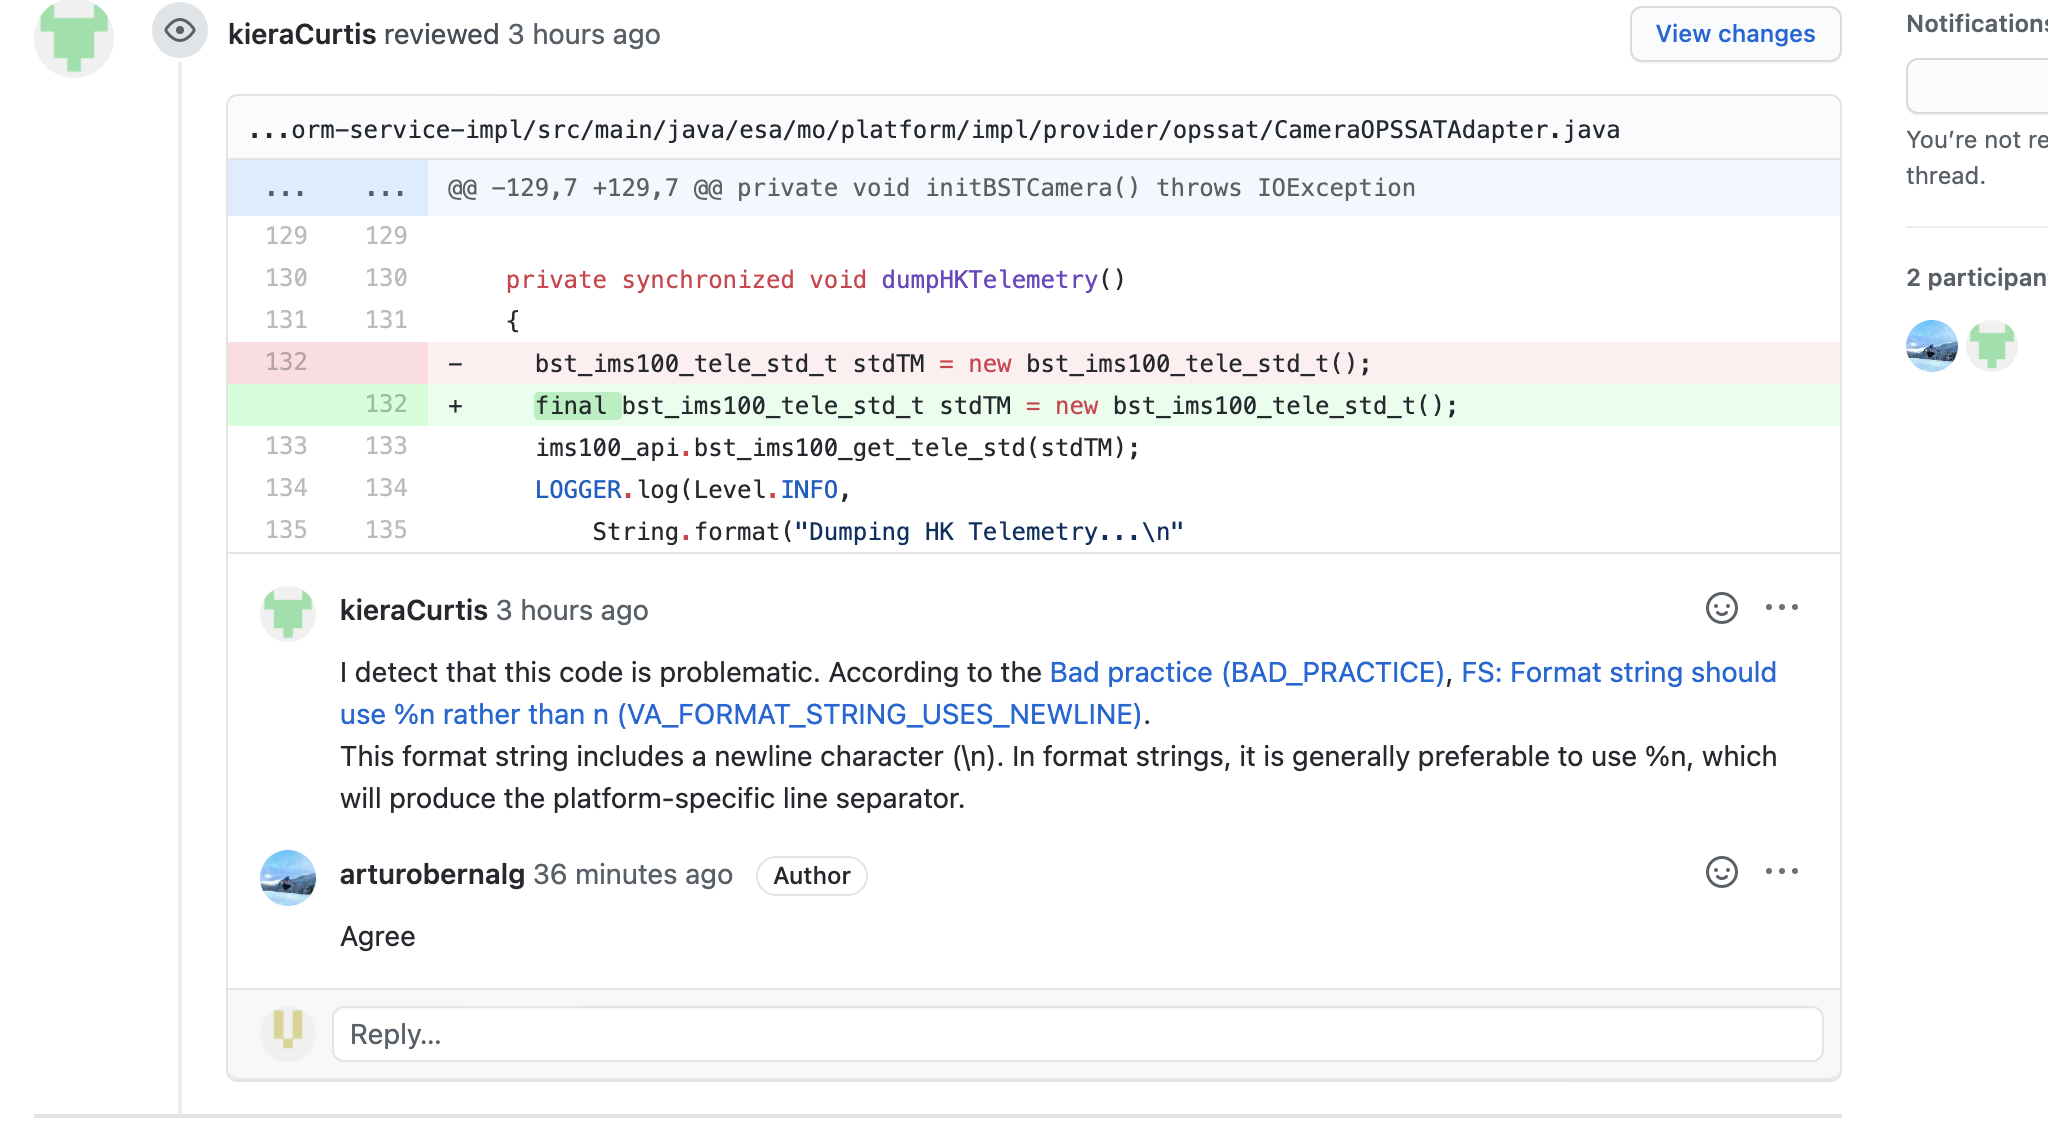 kieraCurtis reviewed 3 hours ago
View changes
...orm-service-impl/src/main/java/esa/mo/platform/impl/provider/opssat/CameraOPSSATAdapter.java
... ... @@ -129,7 +129,7 @@ private void initBSTCamera() throws IOException
129 129
130 130 private synchronized void dumpHKTelemetry()
131 131 {
132 - bst_ims100_tele_std_t stdTM = new bst_ims100_tele_std_t();
132 + final bst_ims100_tele_std_t stdTM = new bst_ims100_tele_std_t();
133 133 ims100_api.bst_ims100_get_tele_std(stdTM);
134 134 LOGGER.log(Level.INFO,
135 135 String.format("Dumping HK Telemetry...\n"
kieraCurtis 3 hours ago
I detect that this code is problematic. According to the Bad practice (BAD_PRACTICE), FS: Format string should
use %n rather than n (VA_FORMAT_STRING_USES_NEWLINE).
This format string includes a newline character (\n). In format strings, it is generally preferable to use %n, which
will produce the platform-specific line separator.
arturobernalg 36 minutes ago Author
Agree
Reply...
Notifications
You're not re
thread.
2 participan